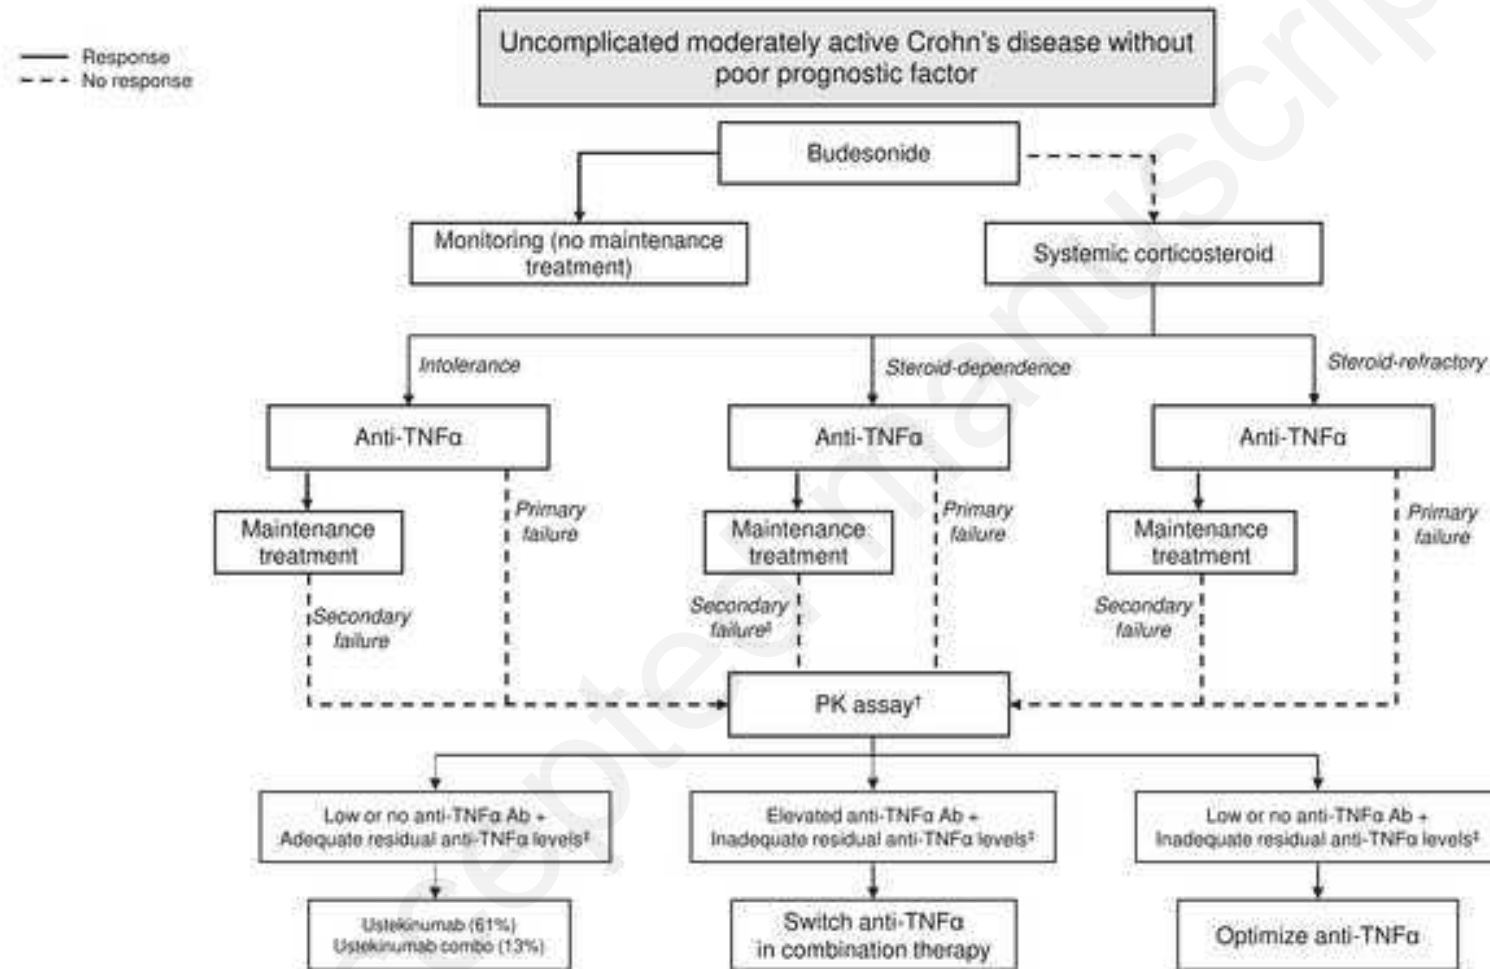 Response
No response
Uncomplicated moderately active Crohn's disease without
poor prognostic factor
Budesonide
Monitoring (no maintenance
treatment)
Systemic corticosteroid
Intolerance
Steroid-dependence
Steroid-refractory
Anti-TNFα
Anti-TNFα
Anti-TNFα
Maintenance
treatment
Primary
failure
Maintenance
treatment
Primary
failure
Maintenance
treatment
Primary
failure
Secondary
failure
Secondary
failure§
Secondary
failure
PK assay†
Low or no anti-TNFα Ab +
Adequate residual anti-TNFα levels‡
Elevated anti-TNFα Ab +
Inadequate residual anti-TNFα levels‡
Low or no anti-TNFα Ab +
Inadequate residual anti-TNFα levels‡
Ustekinumab (61%)
Ustekinumab combo (13%)
Switch anti-TNFα
in combination therapy
Optimize anti-TNFα
cepted manuscrip